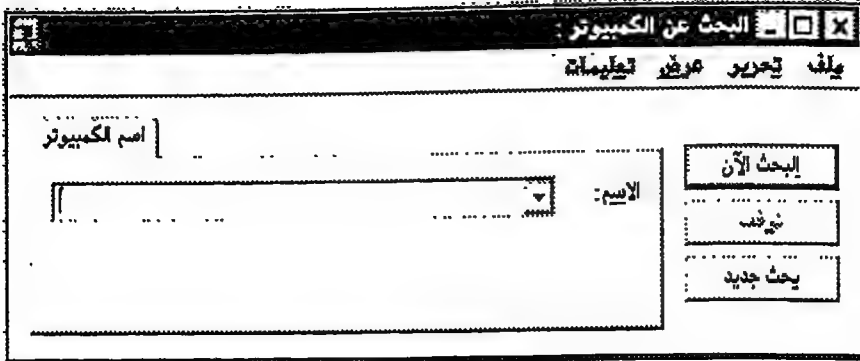 البحث عن الكمبيوتر :
ملف تحرير عرض تعليمات
اسم الكمبيوتر
الاسم:
البحث الآن
توقف
بحث جديد